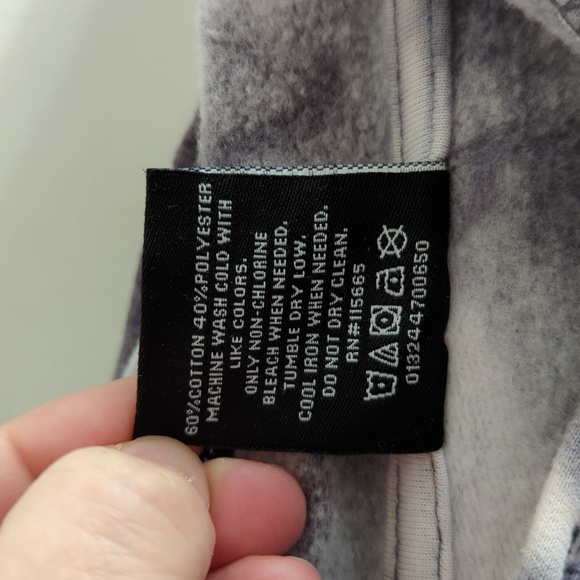 60%COTTON 40%POLYESTER
MACHINE WASH COLD WITH
LIKE COLORS.
ONLY NON-CHLORINE
BLEACH WHEN NEEDED.
TUMBLE DRY LOW.
COOL IRON WHEN NEEDED.
DO NOT DRY CLEAN.
RN#115665
013244700650